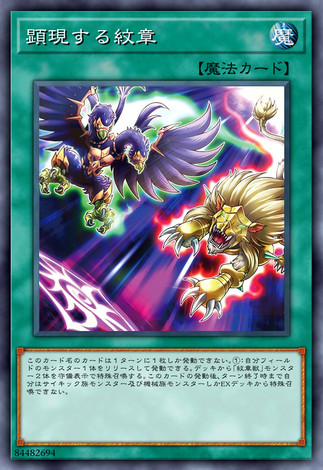 顕現する紋章
魔
【魔法カード】
このカード名のカードは1ターンに1枚しか発動できない。①:自分フィール
ドのモンスター1体をリリースして発動できる。デッキから「紋章獣」モンス
ター2体を守備表示で特殊召喚する。このカードの発動後、ターン終了時まで自
分はサイキック族モンスター及び機械族モンスターしかEXデッキから特殊
召喚できない。
84482694